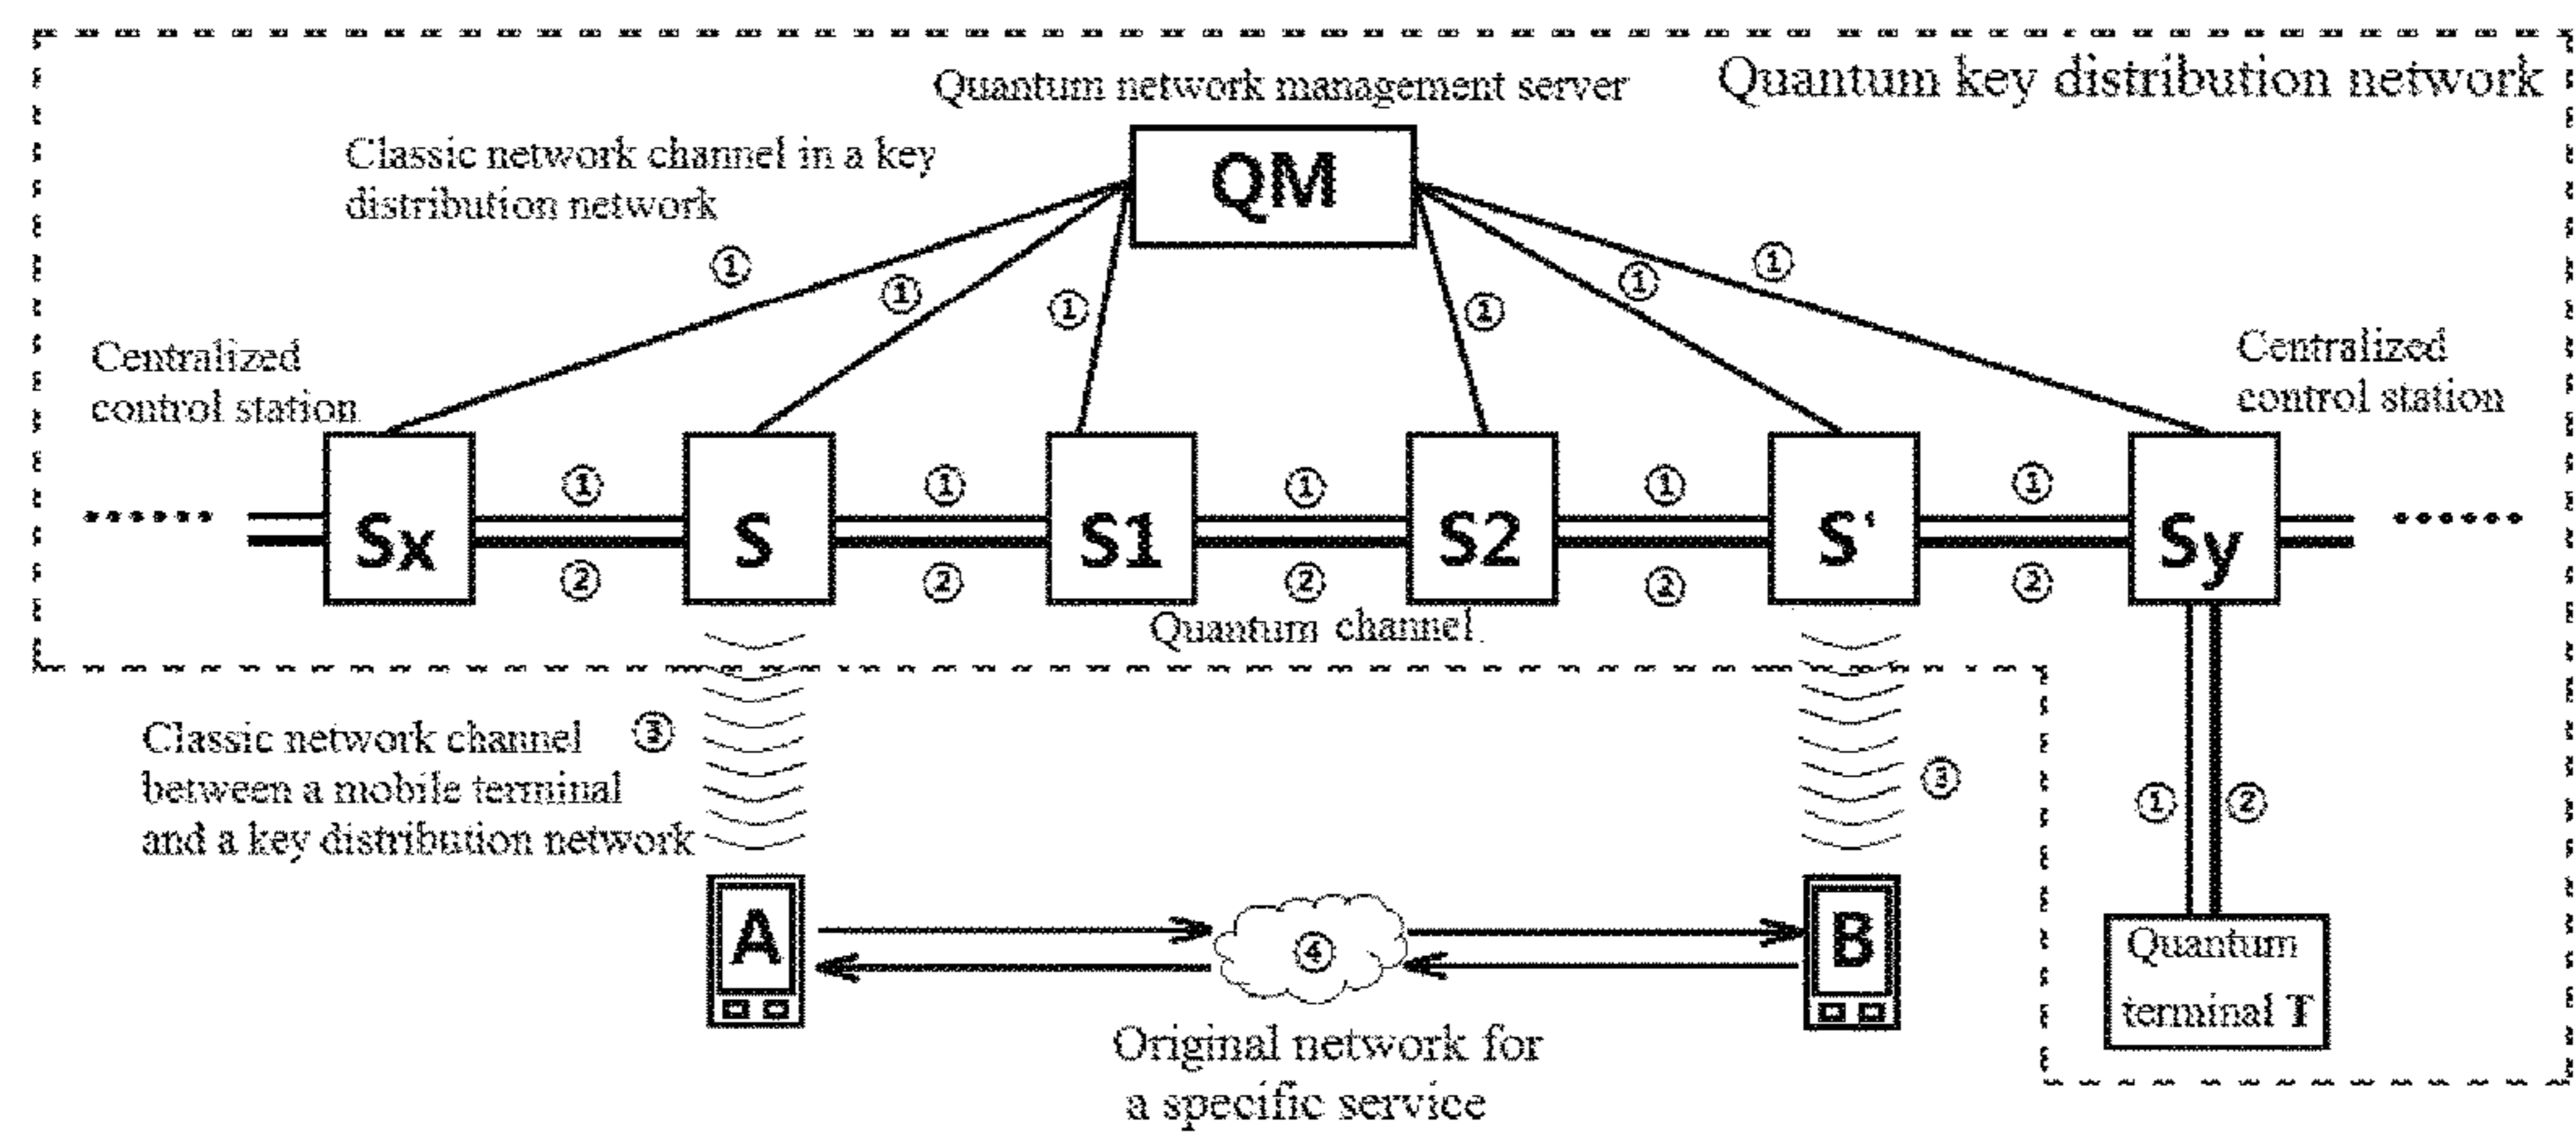 Quantum network management server
Quantum key distribution network
Classic network channel in a key
distribution network
QM
① ① ① ① ① ①
Centralized
control station
Centralized
control station
① ① ① ① ①
...... Sx S S1 S2 S' Sy ......
② ② ② ② ②
Quantum channel
Classic network channel
between a mobile terminal
and a key distribution network
③
③
① ②
A
④
B
Quantum
terminal T
Original network for
a specific service